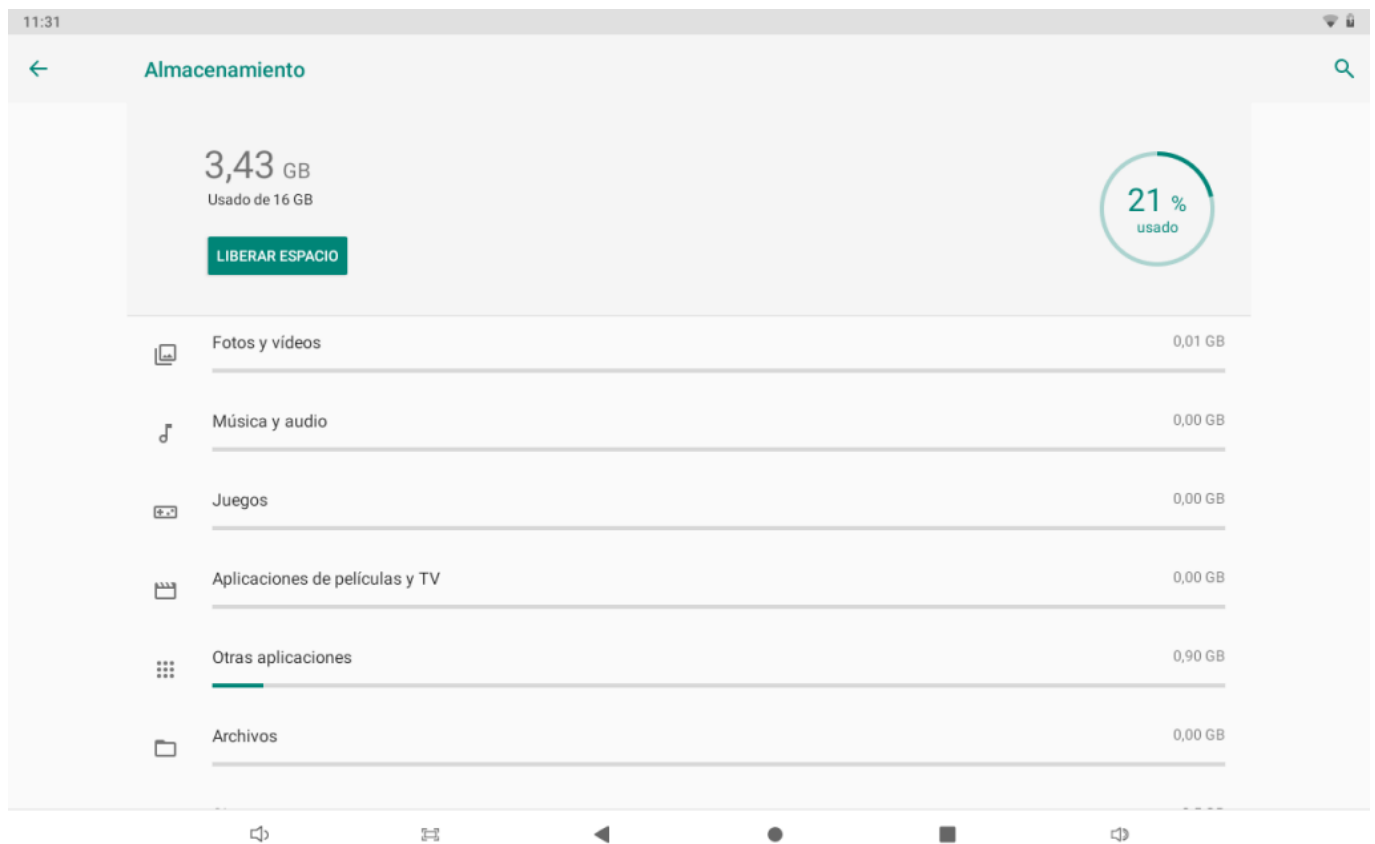 11:31
Almacenamiento
3,43 GB
Usado de 16 GB
21 %
usado
LIBERAR ESPACIO
Fotos y vídeos 0,01 GB
Música y audio 0,00 GB
Juegos 0,00 GB
Aplicaciones de películas y TV 0,00 GB
Otras aplicaciones 0,90 GB
Archivos 0,00 GB